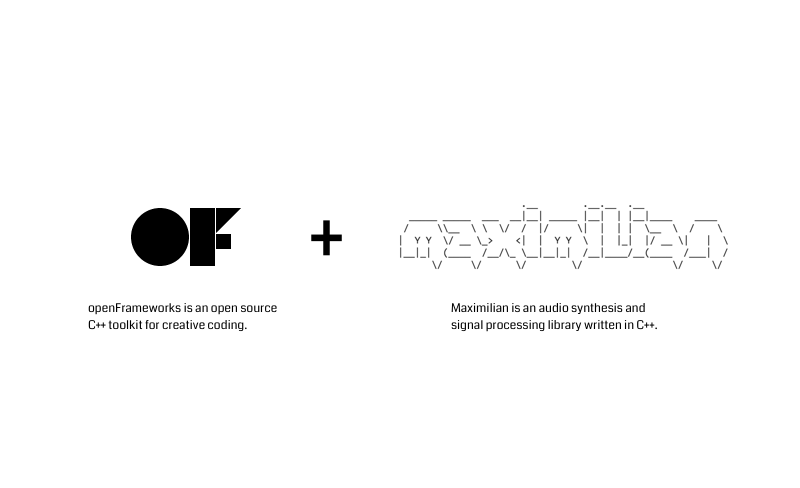 OF + maximilian
openFrameworks is an open source
C++ toolkit for creative coding.
Maximilian is an audio synthesis and
signal processing library written in C++.